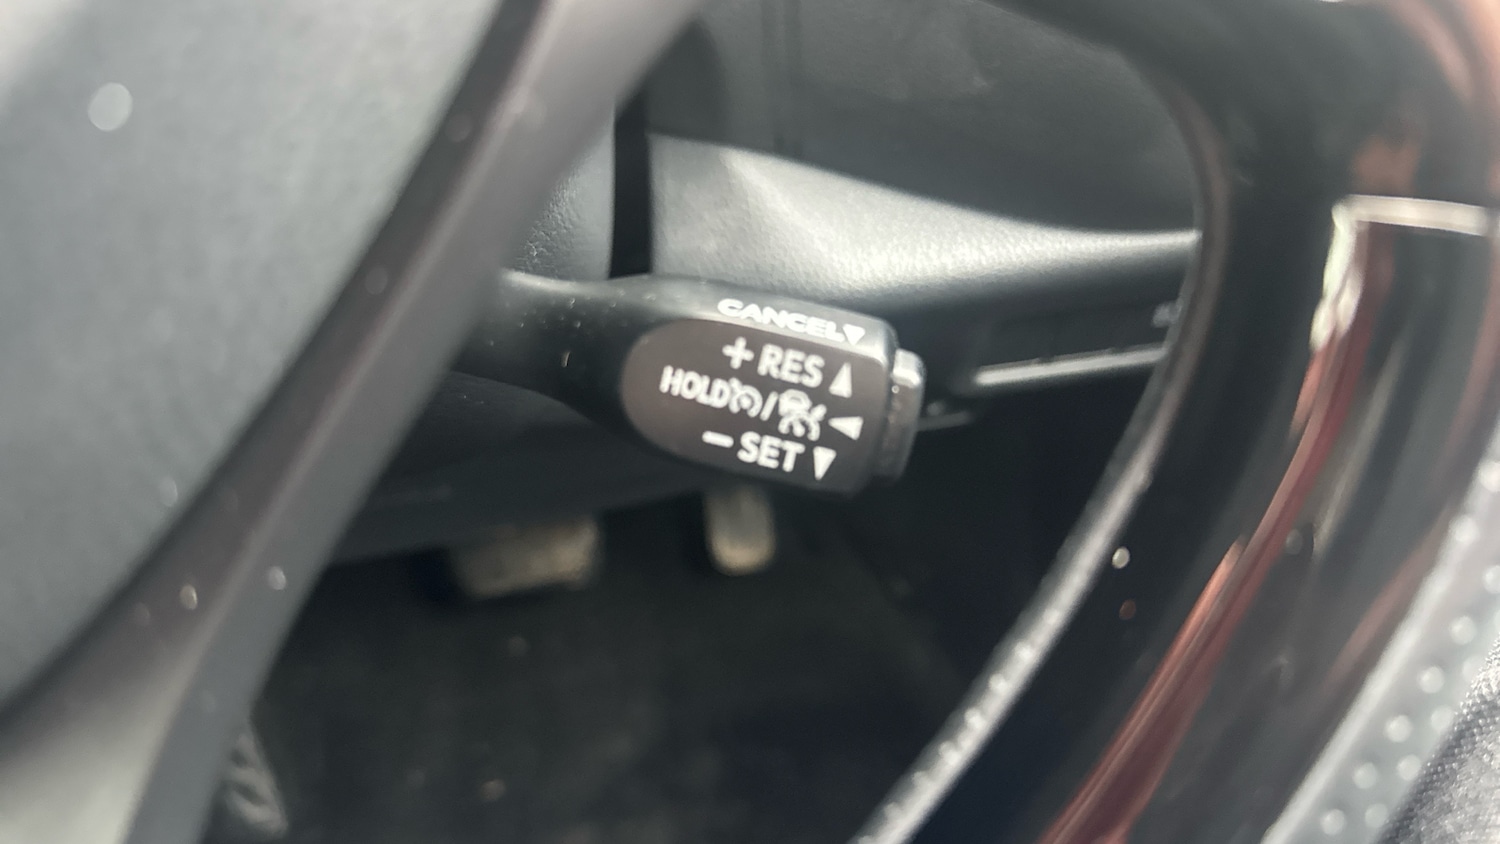 CANCEL▼
+ RES ▲
HOLD / ◀
− SET ▼